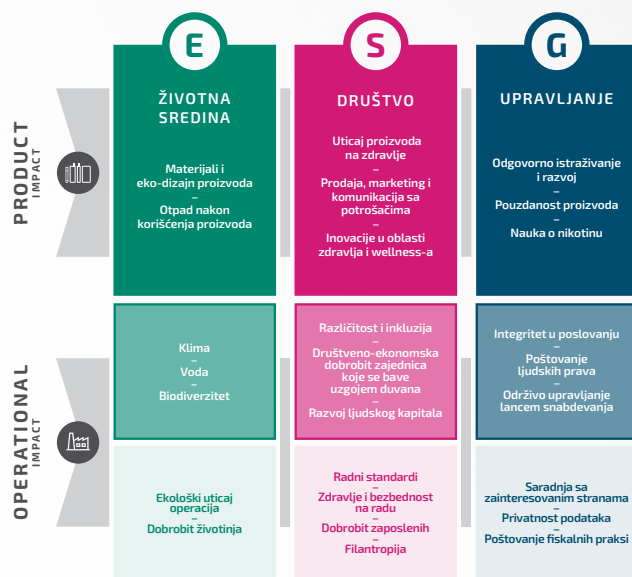 E
S
G
PRODUCT
IMPACT
ŽIVOTNA
SREDINA
Materijali i
eko-dizajn proizvoda
–
Otpad nakon
korišćenja proizvoda
DRUŠTVO
Uticaj proizvoda
na zdravlje
–
Prodaja, marketing i
komunikacija sa
potrošačima
–
Inovacije u oblasti
zdravlja i wellness-a
UPRAVLJANJE
Odgovorno istraživanje
i razvoj
–
Pouzdanost proizvoda
–
Nauka o nikotinu
OPERATIONAL
IMPACT
Klima
–
Voda
–
Biodiverzitet
Različitost i inkluzija
–
Društveno-ekonomska
dobrobit zajednica
koje se bave
uzgojem duvana
–
Razvoj ljudskog kapitala
Integritet u poslovanju
–
Poštovanje
ljudskih prava
–
Održivo upravljanje
lancem snabdevanja
Ekološki uticaj
operacija
–
Dobrobit životinja
Radni standardi
–
Zdravlje i bezbednost
na radu
–
Dobrobit zaposlenih
–
Filantropija
Saradnja sa
zainteresovanim stranama
–
Privatnost podataka
–
Poštovanje fiskalnih praksi